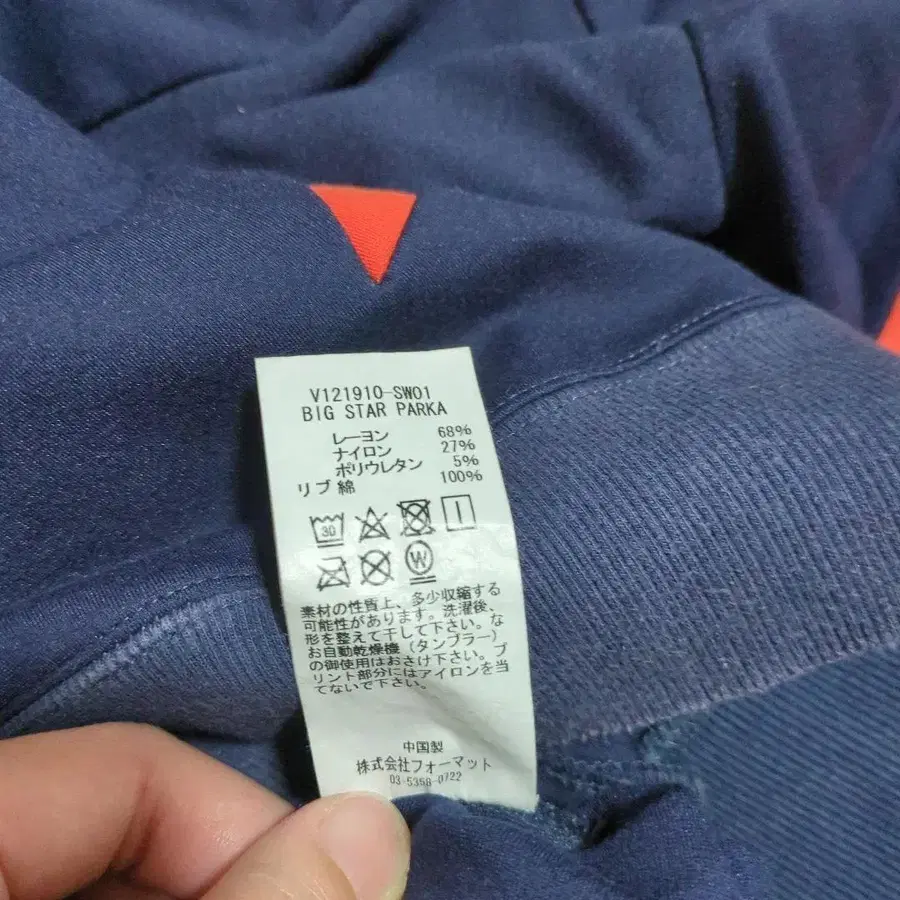 V121910-SW01
BIG STAR PARKA
レーヨン 68%
ナイロン 27%
ポリウレタン 5%
リブ 綿 100%
30
W
素材の性質上、多少収縮する
可能性があります。洗濯後、
形を整えて干して下さい。な
お自動乾燥機(タンブラー)
の御使用はおさけ下さい。プ
リント部分にはアイロンを当
てないで下さい。
中国製
株式会社フォーマット
03-5358-0722